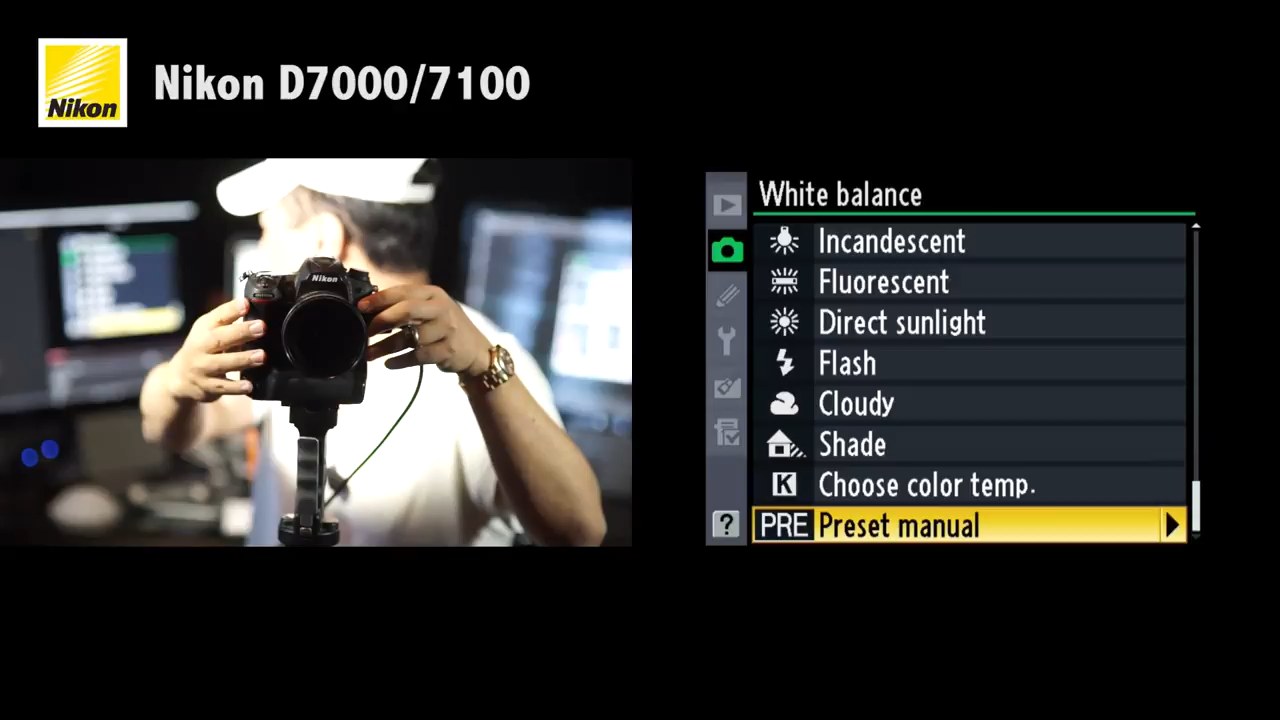 Nikon
Nikon D7000/7100
Nikon
White balance
Incandescent
Fluorescent
Direct sunlight
Flash
Cloudy
Shade
K Choose color temp.
? PRE Preset manual